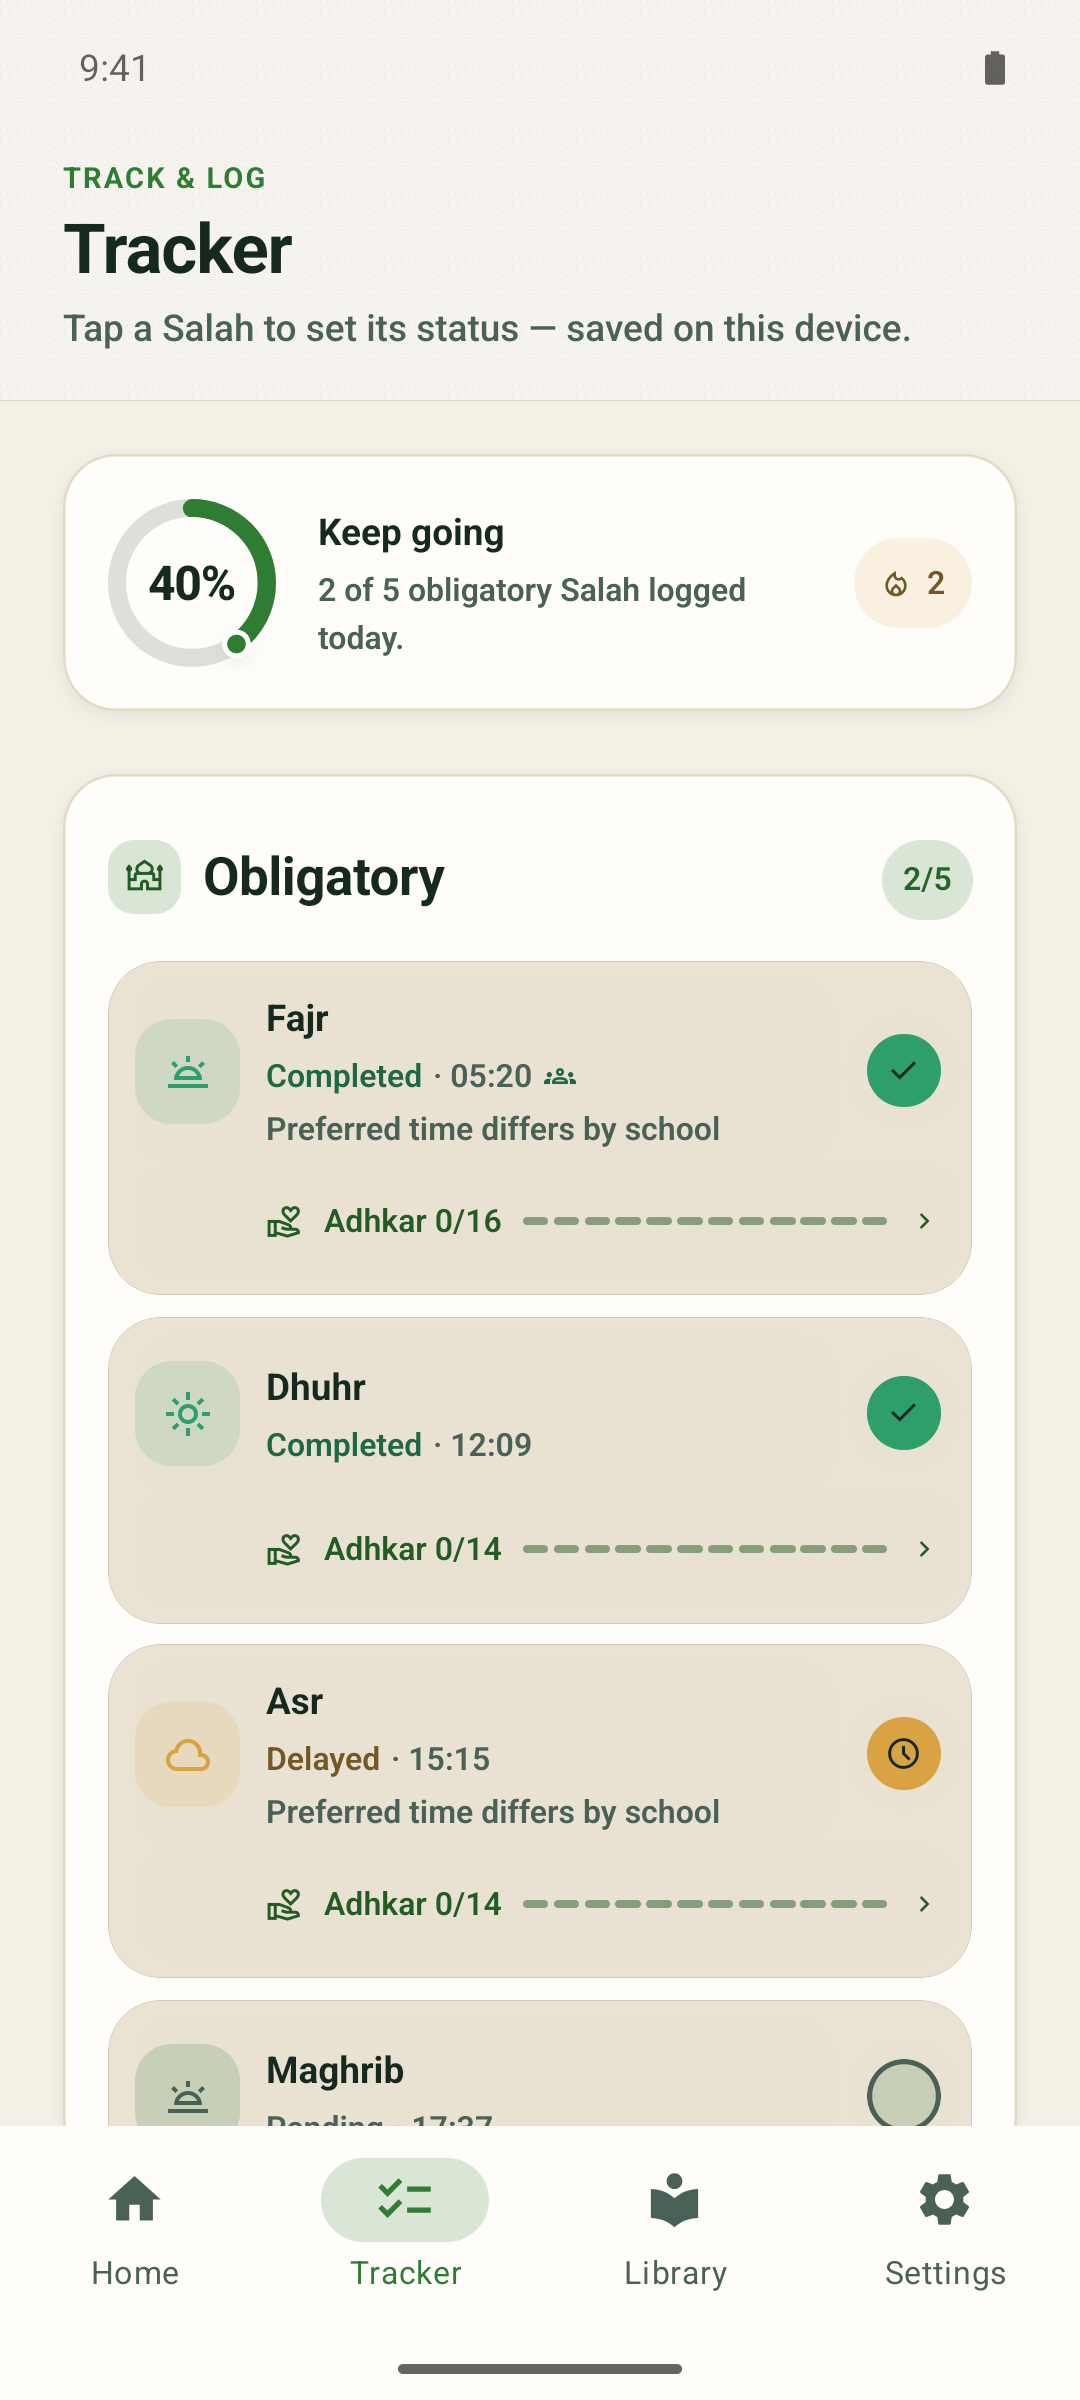 9:41
TRACK & LOG
Tracker
Tap a Salah to set its status — saved on this device.
40%
Keep going
2 of 5 obligatory Salah logged
today.
2
Obligatory
2/5
Fajr
Completed · 05:20
Preferred time differs by school
Adhkar 0/16
Dhuhr
Completed · 12:09
Adhkar 0/14
Asr
Delayed · 15:15
Preferred time differs by school
Adhkar 0/14
Maghrib
Pending · 17:37
Home
Tracker
Library
Settings